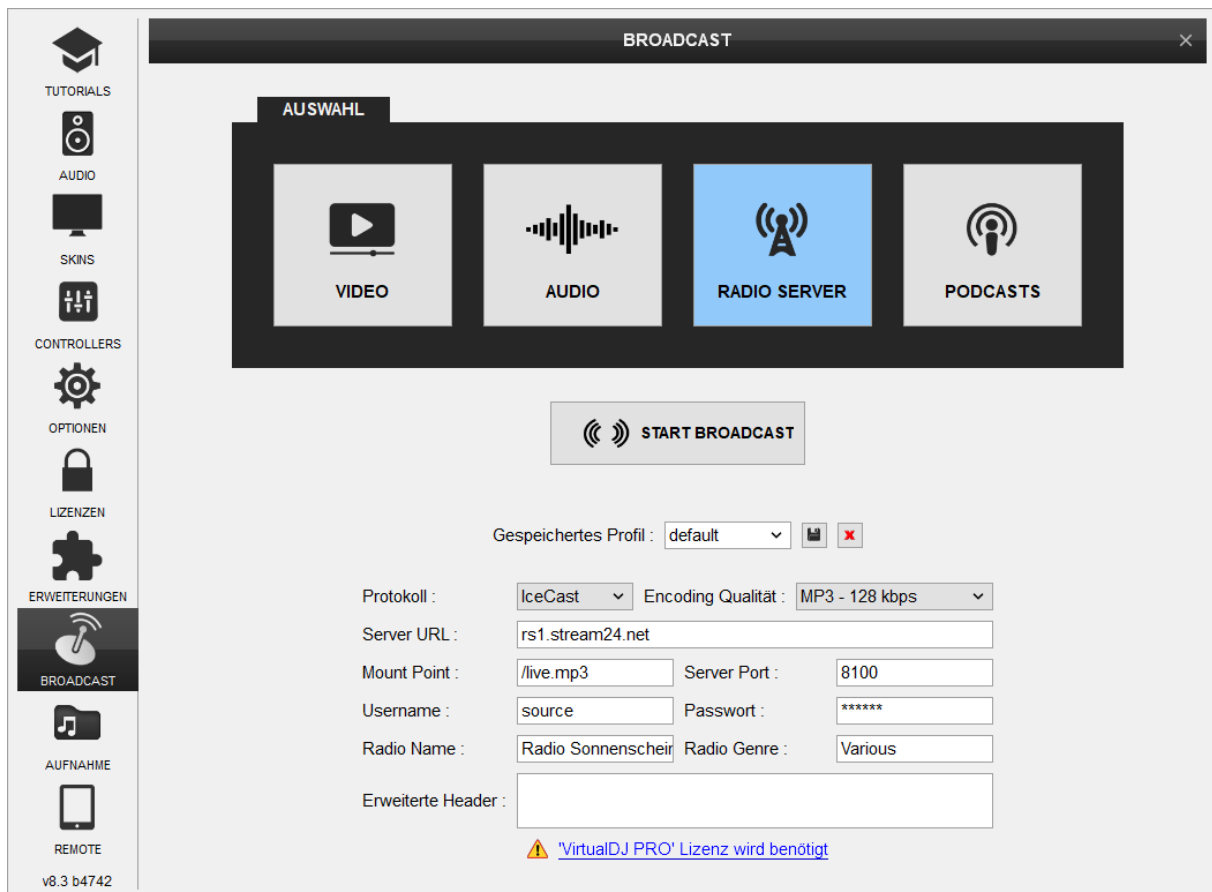 BROADCAST
TUTORIALS
AUDIO
SKINS
CONTROLLERS
OPTIONEN
LIZENZEN
ERWEITERUNGEN
BROADCAST
AUFNAHME
REMOTE
v8.3 b4742
AUSWAHL
VIDEO
AUDIO
RADIO SERVER
PODCASTS
START BROADCAST
Gespeichertes Profil : default
Protokoll : IceCast Encoding Qualität : MP3 - 128 kbps
Server URL : rs1.stream24.net
Mount Point : /live.mp3 Server Port : 8100
Username : source Passwort : ******
Radio Name : Radio Sonnenschein Radio Genre : Various
Erweiterte Header :
'VirtualDJ PRO' Lizenz wird benötigt